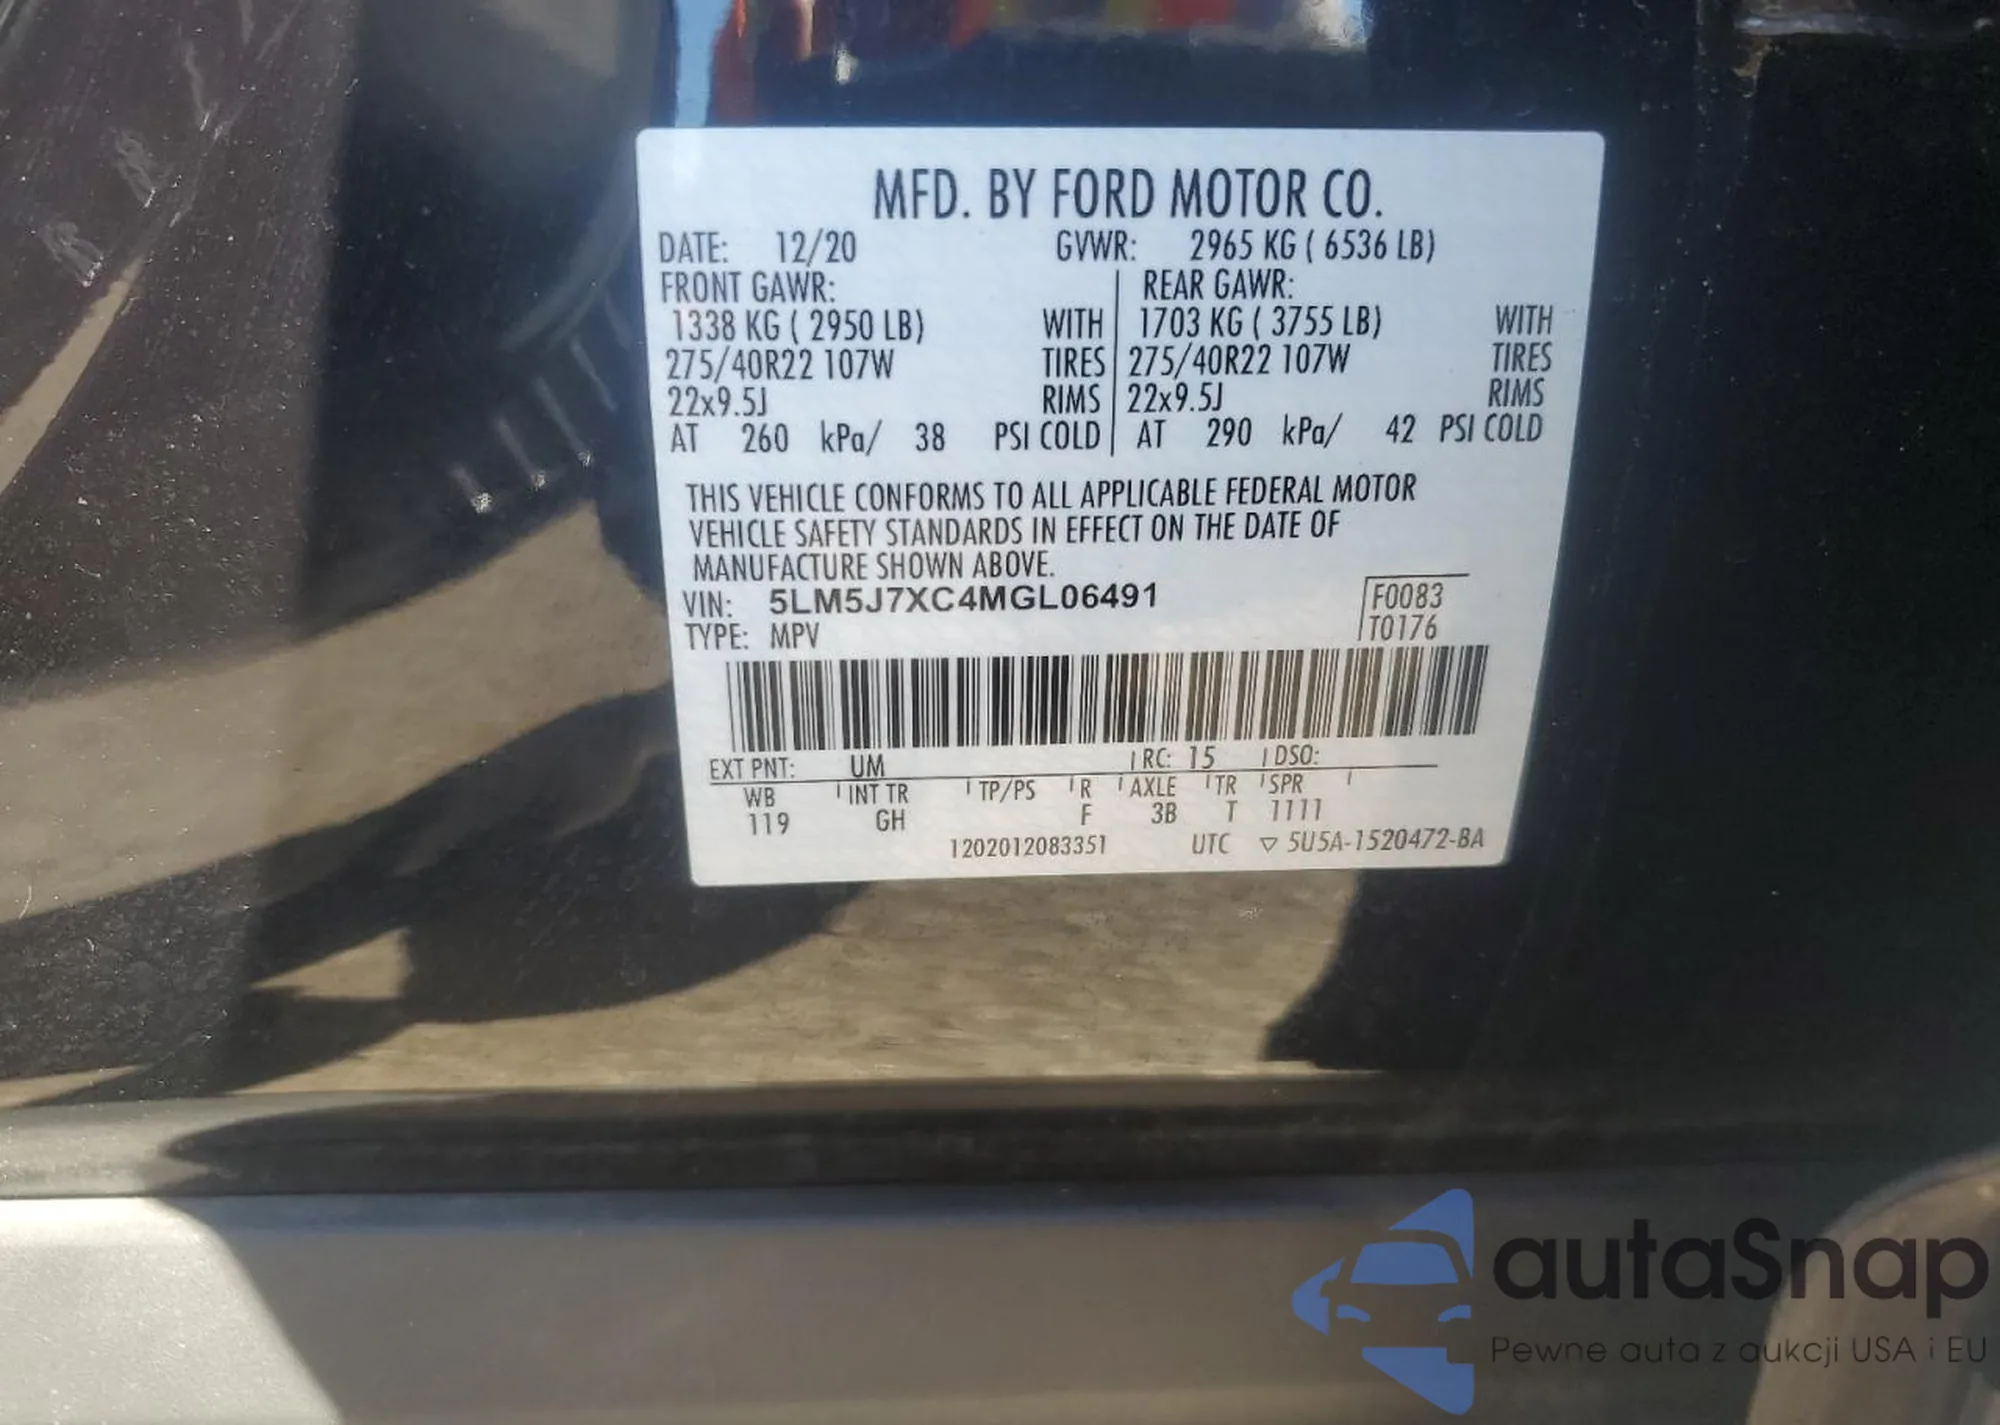 MFD. BY FORD MOTOR CO.
DATE: 12/20 GVWR: 2965 KG ( 6536 LB)
FRONT GAWR: REAR GAWR:
1338 KG ( 2950 LB) WITH 1703 KG ( 3755 LB) WITH
275/40R22 107W TIRES 275/40R22 107W TIRES
22x9.5J RIMS 22x9.5J RIMS
AT 260 kPa/ 38 PSI COLD AT 290 kPa/ 42 PSI COLD
THIS VEHICLE CONFORMS TO ALL APPLICABLE FEDERAL MOTOR
VEHICLE SAFETY STANDARDS IN EFFECT ON THE DATE OF
MANUFACTURE SHOWN ABOVE.
VIN: 5LM5J7XC4MGL06491 F0083
TYPE: MPV T0176
EXT PNT: UM RC: 15 DSO:
WB INT TR TP/PS R AXLE TR SPR
119 GH F 3B T 1111
1202012083351 UTC ▽ 5U5A-1520472-BA
autaSnap
Pewne auta z aukcji USA i EU